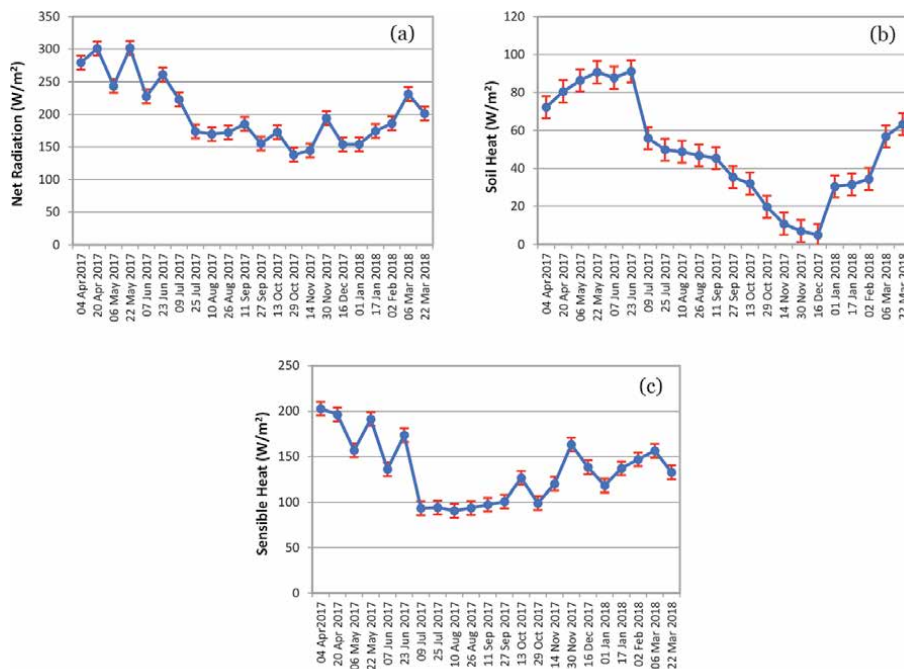 (a)
Net Radiation (W/m²)
350
300
250
200
150
100
50
0
04 Apr2017
20 Apr 2017
06 May 2017
22 May 2017
07 Jun 2017
23 Jun 2017
09 Jul 2017
25 Jul 2017
10 Aug 2017
26 Aug 2017
11 Sep 2017
27 Sep 2017
13 Oct 2017
29 Oct 2017
14 Nov 2017
30 Nov 2017
16 Dec 2017
01 Jan 2018
17 Jan 2018
02 Feb 2018
06 Mar 2018
22 Mar 2018
(b)
Soil Heat (W/m²)
120
100
80
60
40
20
0
04 Apr2017
20 Apr 2017
06 May 2017
22 May 2017
07 Jun 2017
23 Jun 2017
09 Jul 2017
25 Jul 2017
10 Aug 2017
26 Aug 2017
11 Sep 2017
27 Sep 2017
13 Oct 2017
29 Oct 2017
14 Nov 2017
30 Nov 2017
16 Dec 2017
01 Jan 2018
17 Jan 2018
02 Feb 2018
06 Mar 2018
22 Mar 2018
(c)
Sensible Heat (W/m²)
250
200
150
100
50
0
04 Apr2017
20 Apr 2017
06 May 2017
22 May 2017
07 Jun 2017
23 Jun 2017
09 Jul 2017
25 Jul 2017
10 Aug 2017
26 Aug 2017
11 Sep 2017
27 Sep 2017
13 Oct 2017
29 Oct 2017
14 Nov 2017
30 Nov 2017
16 Dec 2017
01 Jan 2018
17 Jan 2018
02 Feb 2018
06 Mar 2018
22 Mar 2018